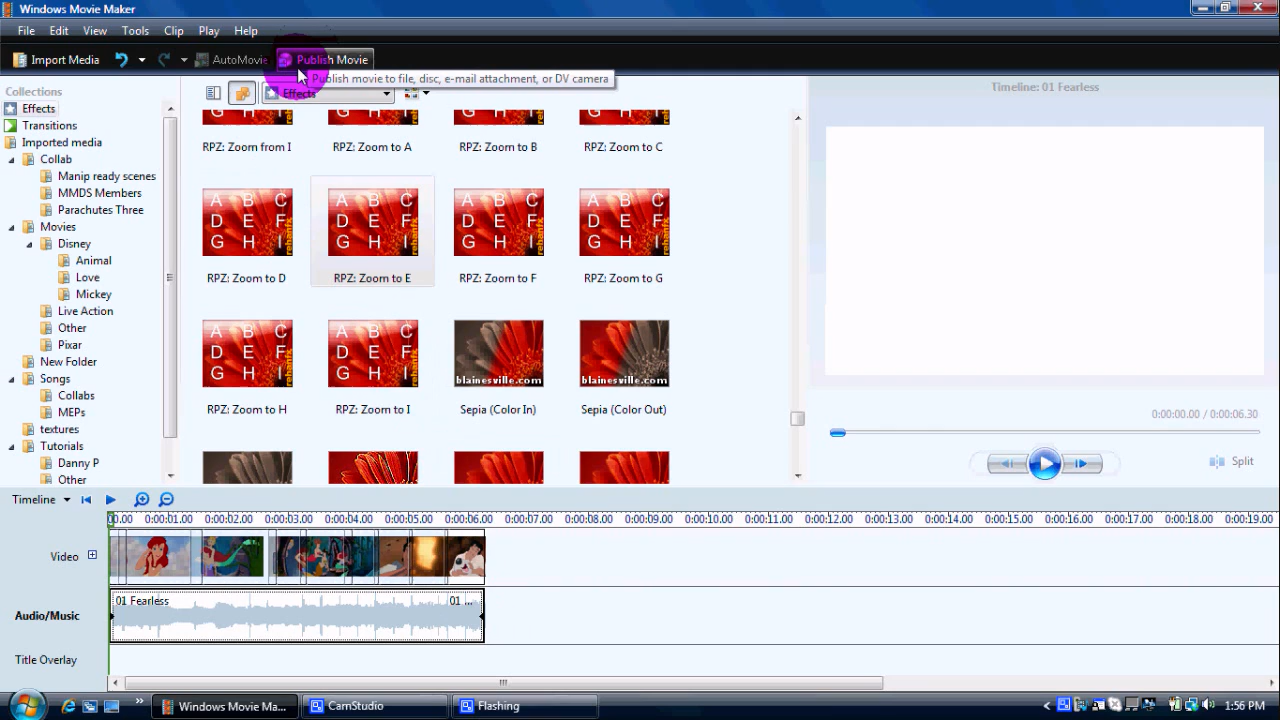 Windows Movie Maker
File Edit View Tools Clip Play Help
Import Media AutoMovie Publish Movie
Publish movie to file, disc, e-mail attachment, or DV camera
Effects
Collections
Effects
Transitions
Imported media
Collab
Manip ready scenes
MMDS Members
Parachutes Three
Movies
Disney
Animal
Love
Mickey
Live Action
Other
Pixar
New Folder
Songs
Collabs
MEPs
textures
Tutorials
Danny P
Other
RPZ: Zoom from I RPZ: Zoom to A RPZ: Zoom to B RPZ: Zoom to C
A B C A B C A B C A B C
D E F D E F D E F D E F
G H I G H I G H I G H I
rehanfx rehanfx rehanfx rehanfx
RPZ: Zoom to D RPZ: Zoom to E RPZ: Zoom to F RPZ: Zoom to G
A B C A B C
D E F D E F
G H I G H I
rehanfx rehanfx
blainesville.com blainesville.com
RPZ: Zoom to H RPZ: Zoom to I Sepia (Color In) Sepia (Color Out)
Timeline: 01 Fearless
0:00:00.00 / 0:00:06.30
Split
Timeline
00.00 0:00:01.00 0:00:02.00 0:00:03.00 0:00:04.00 0:00:05.00 0:00:06.00 0:00:07.00 0:00:08.00 0:00:09.00 0:00:10.00 0:00:11.00 0:00:12.00 0:00:13.00 0:00:14.00 0:00:15.00 0:00:16.00 0:00:17.00 0:00:18.00 0:00:19.00
Video
01 Fearless 01 ...
Audio/Music
Title Overlay
Windows Movie Ma... CamStudio Flashing 1:56 PM